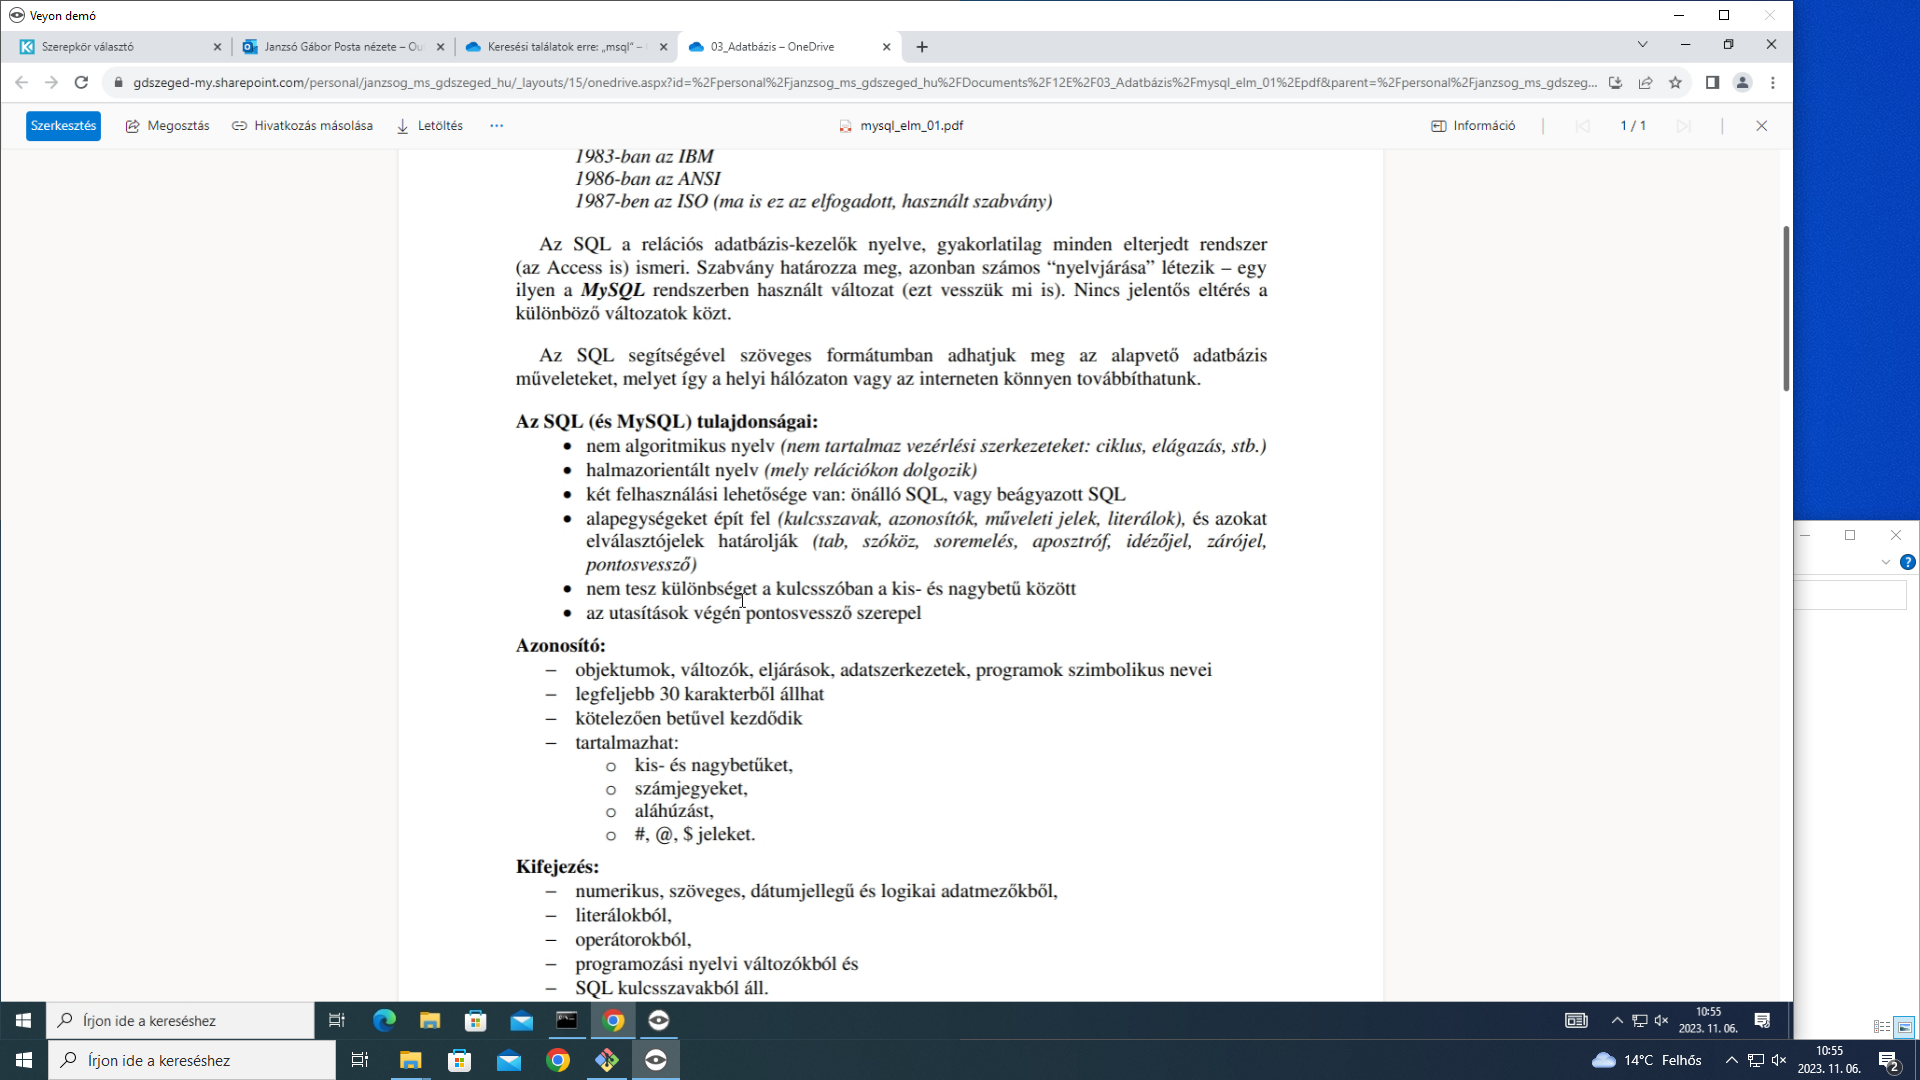 Veyon demó
Szerepkör választó
Janzsó Gábor Posta nézete – Ou
Keresési találatok erre: „msql" –
03_Adatbázis – OneDrive
gdszeged-my.sharepoint.com/personal/janzsog_ms_gdszeged_hu/_layouts/15/onedrive.aspx?id=%2Fpersonal%2Fjanzsog_ms_gdszeged_hu%2FDocuments%2F12E%2F03_Adatbázis%2Fmysql_elm_01%2Epdf&parent=%2Fpersonal%2Fjanzsog_ms_gdszeg...
Szerkesztés
Megosztás
Hivatkozás másolása
Letöltés
mysql_elm_01.pdf
Információ
1 / 1
1983-ban az IBM
1986-ban az ANSI
1987-ben az ISO (ma is ez az elfogadott, használt szabvány)
Az SQL a relációs adatbázis-kezelők nyelve, gyakorlatilag minden elterjedt rendszer
(az Access is) ismeri. Szabvány határozza meg, azonban számos “nyelvjárása” létezik – egy
ilyen a MySQL rendszerben használt változat (ezt vesszük mi is). Nincs jelentős eltérés a
különböző változatok közt.
Az SQL segítségével szöveges formátumban adhatjuk meg az alapvető adatbázis
műveleteket, melyet így a helyi hálózaton vagy az interneten könnyen továbbíthatunk.
Az SQL (és MySQL) tulajdonságai:
• nem algoritmikus nyelv (nem tartalmaz vezérlési szerkezeteket: ciklus, elágazás, stb.)
• halmazorientált nyelv (mely relációkon dolgozik)
• két felhasználási lehetősége van: önálló SQL, vagy beágyazott SQL
• alapegységeket épít fel (kulcsszavak, azonosítók, műveleti jelek, literálok), és azokat
elválasztójelek határolják (tab, szóköz, soremelés, aposztróf, idézőjel, zárójel,
pontosvessző)
• nem tesz különbséget a kulcsszóban a kis- és nagybetű között
• az utasítások végén pontosvessző szerepel
Azonosító:
– objektumok, változók, eljárások, adatszerkezetek, programok szimbolikus nevei
– legfeljebb 30 karakterből állhat
– kötelezően betűvel kezdődik
– tartalmazhat:
o kis- és nagybetűket,
o számjegyeket,
o aláhúzást,
o #, @, $ jeleket.
Kifejezés:
– numerikus, szöveges, dátumjellegű és logikai adatmezőkből,
– literálokból,
– operátorokból,
– programozási nyelvi változókból és
– SQL kulcsszavakból áll.
Írjon ide a kereséshez
10:55
2023. 11. 06.
Írjon ide a kereséshez
14°C Felhős
10:55
2023. 11. 06.
2